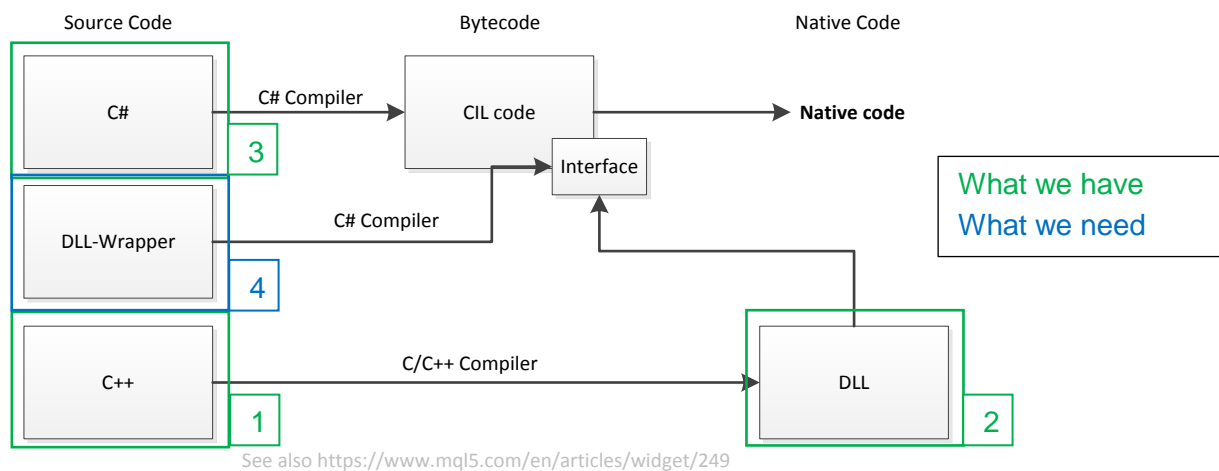 Source Code
Bytecode
Native Code
C#
C# Compiler
CIL code
Native code
3
Interface
What we have
What we need
DLL-Wrapper
C# Compiler
4
C++
C/C++ Compiler
DLL
1
2
See also https://www.mql5.com/en/articles/widget/249